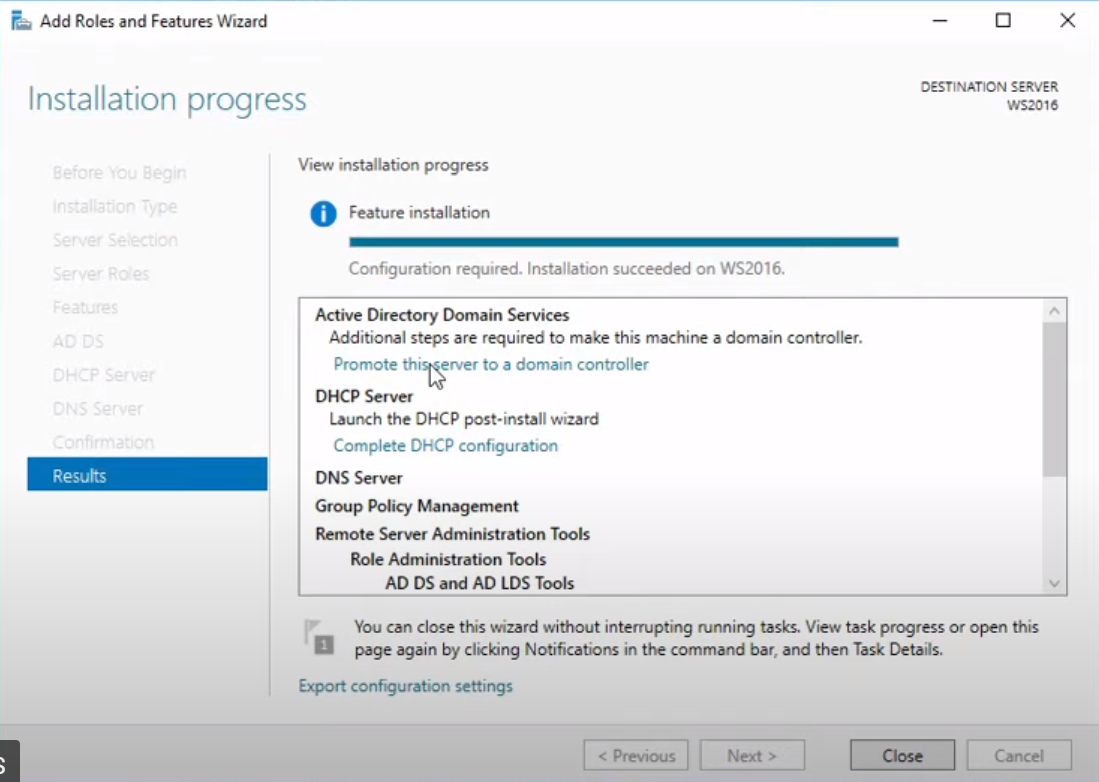 Add Roles and Features Wizard
Installation progress
DESTINATION SERVER
WS2016
Before You Begin
Installation Type
Server Selection
Server Roles
Features
AD DS
DHCP Server
DNS Server
Confirmation
Results
View installation progress
Feature installation
Configuration required. Installation succeeded on WS2016.
Active Directory Domain Services
Additional steps are required to make this machine a domain controller.
Promote this server to a domain controller
DHCP Server
Launch the DHCP post-install wizard
Complete DHCP configuration
DNS Server
Group Policy Management
Remote Server Administration Tools
Role Administration Tools
AD DS and AD LDS Tools
1
You can close this wizard without interrupting running tasks. View task progress or open this
page again by clicking Notifications in the command bar, and then Task Details.
Export configuration settings
< Previous
Next >
Close
Cancel